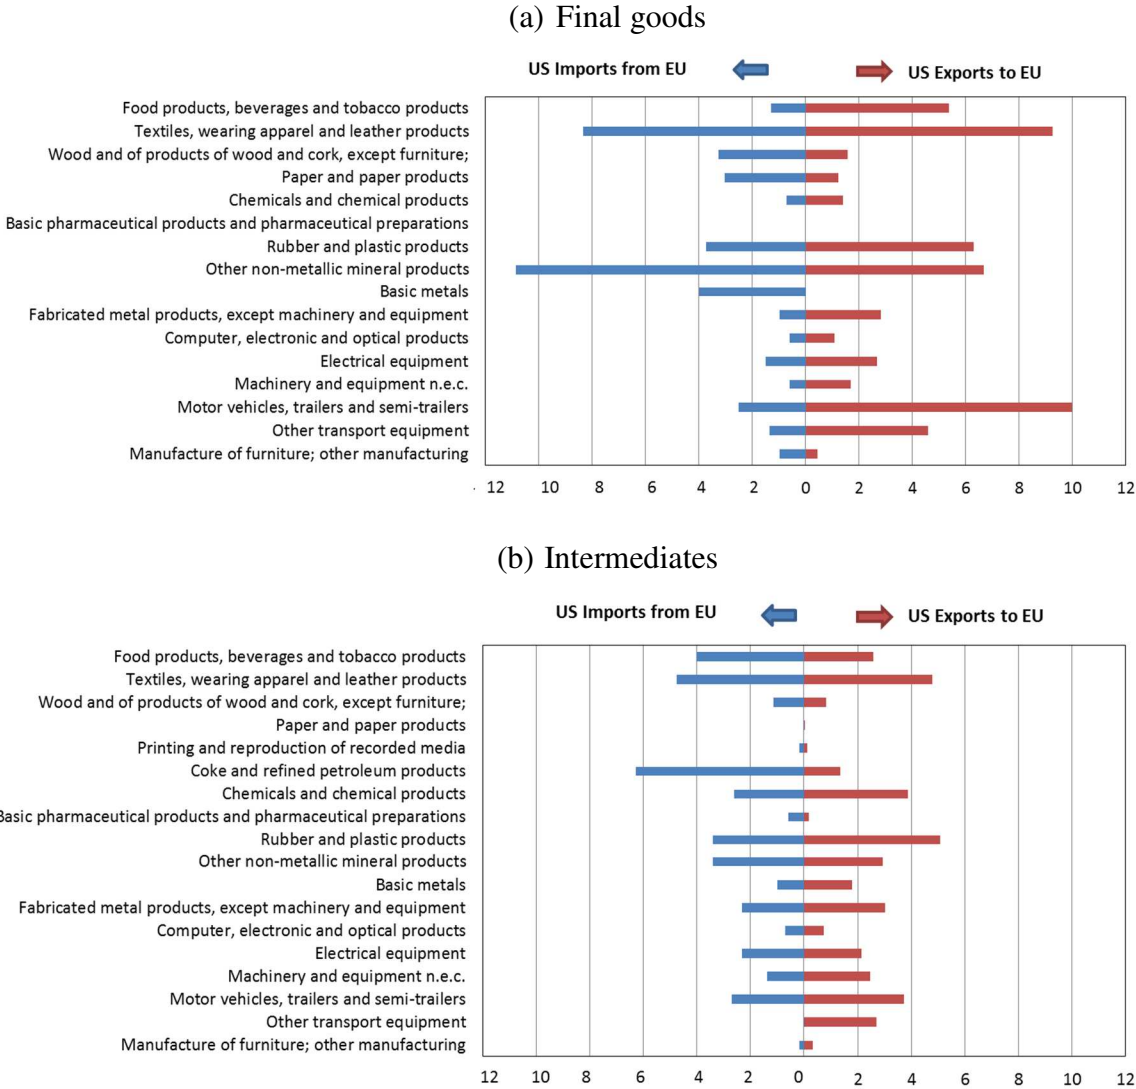 (a) Final goods
US Imports from EU
US Exports to EU
Food products, beverages and tobacco products
Textiles, wearing apparel and leather products
Wood and of products of wood and cork, except furniture;
Paper and paper products
Chemicals and chemical products
Basic pharmaceutical products and pharmaceutical preparations
Rubber and plastic products
Other non-metallic mineral products
Basic metals
Fabricated metal products, except machinery and equipment
Computer, electronic and optical products
Electrical equipment
Machinery and equipment n.e.c.
Motor vehicles, trailers and semi-trailers
Other transport equipment
Manufacture of furniture; other manufacturing
12 10 8 6 4 2 0 2 4 6 8 10 12
(b) Intermediates
US Imports from EU
US Exports to EU
Food products, beverages and tobacco products
Textiles, wearing apparel and leather products
Wood and of products of wood and cork, except furniture;
Paper and paper products
Printing and reproduction of recorded media
Coke and refined petroleum products
Chemicals and chemical products
Basic pharmaceutical products and pharmaceutical preparations
Rubber and plastic products
Other non-metallic mineral products
Basic metals
Fabricated metal products, except machinery and equipment
Computer, electronic and optical products
Electrical equipment
Machinery and equipment n.e.c.
Motor vehicles, trailers and semi-trailers
Other transport equipment
Manufacture of furniture; other manufacturing
12 10 8 6 4 2 0 2 4 6 8 10 12